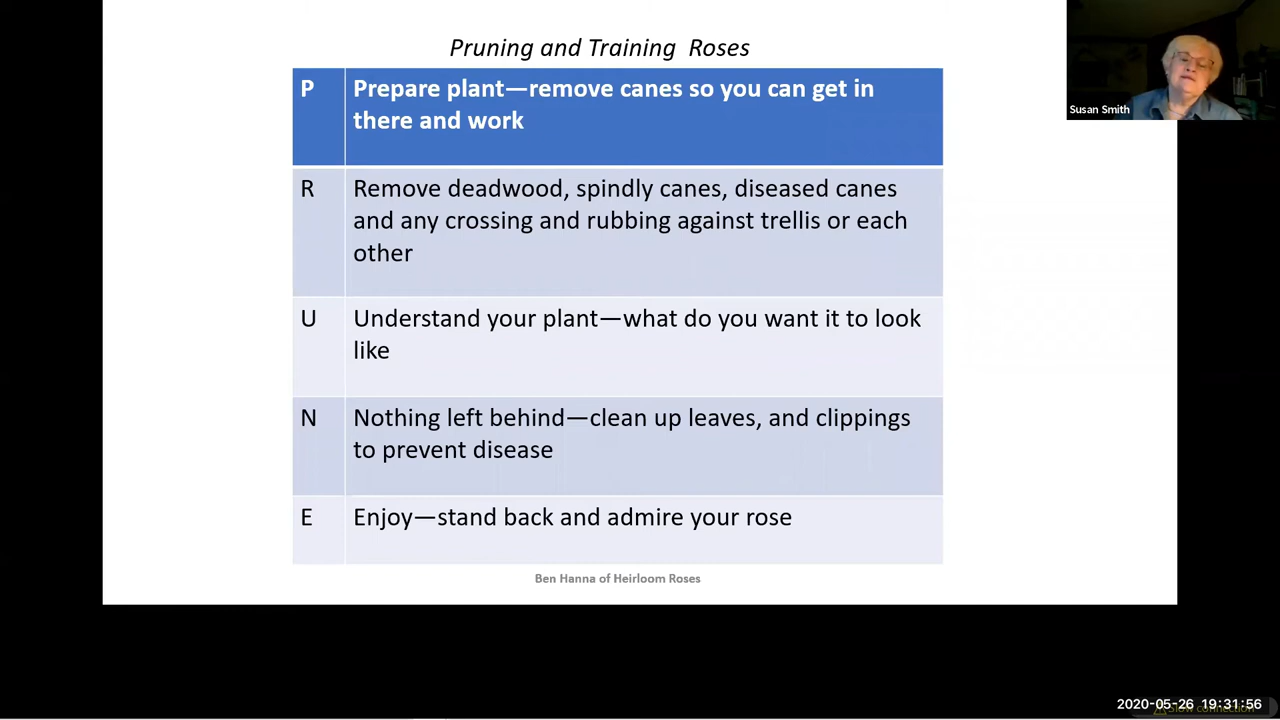 Pruning and Training Roses
P
Prepare plant—remove canes so you can get in
there and work
R
Remove deadwood, spindly canes, diseased canes
and any crossing and rubbing against trellis or each
other
U
Understand your plant—what do you want it to look
like
N
Nothing left behind—clean up leaves, and clippings
to prevent disease
E
Enjoy—stand back and admire your rose
Ben Hanna of Heirloom Roses
Susan Smith
2020-05-26 19:31:56
Slow connection